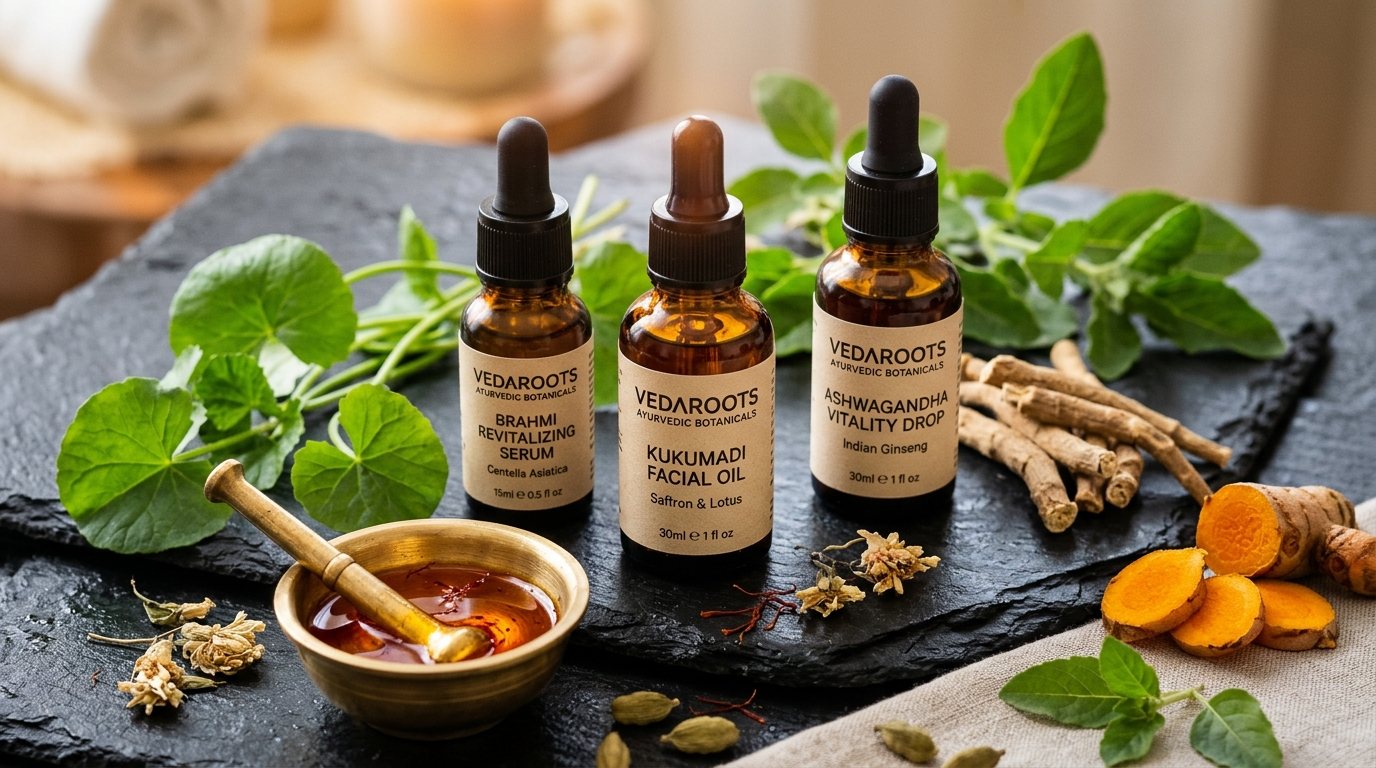 VEDAROOTS
AYURVEDIC BOTANICALS
BRAHMI
REVITALIZING
SERUM
Centella Asiatica
15ml e 0.5 fl oz
VEDAROOTS
AYURVEDIC BOTANICALS
KUKUMADI
FACIAL OIL
Saffron & Lotus
30ml e 1 fl oz
VEDAROOTS
AYURVEDIC BOTANICALS
ASHWAGANDHA
VITALITY DROP
Indian Ginseng
30ml e 1 fl oz